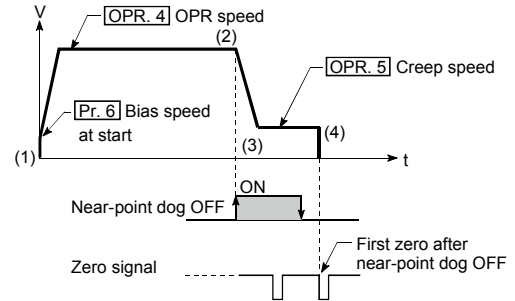 V
OPR. 4 OPR speed
(2)
OPR. 5 Creep speed
Pr. 6 Bias speed
at start
(1)
(3)
(4)
t
ON
Near-point dog OFF
First zero after
near-point dog OFF
Zero signal